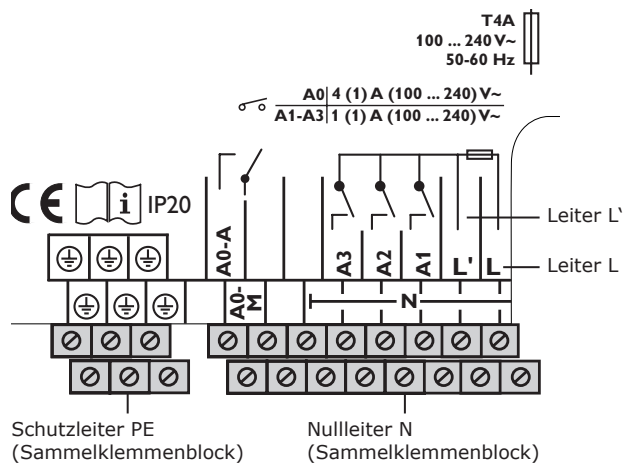 T4A
100 ... 240 V~
50-60 Hz
A0 4 (1) A (100 ... 240) V~
A1-A3 1 (1) A (100 ... 240) V~
CE i IP20
A0-A
A3
A2
A1
L'
L
Leiter L'
Leiter L
A0-
M
N
Schutzleiter PE
(Sammelklemmenblock)
Nullleiter N
(Sammelklemmenblock)